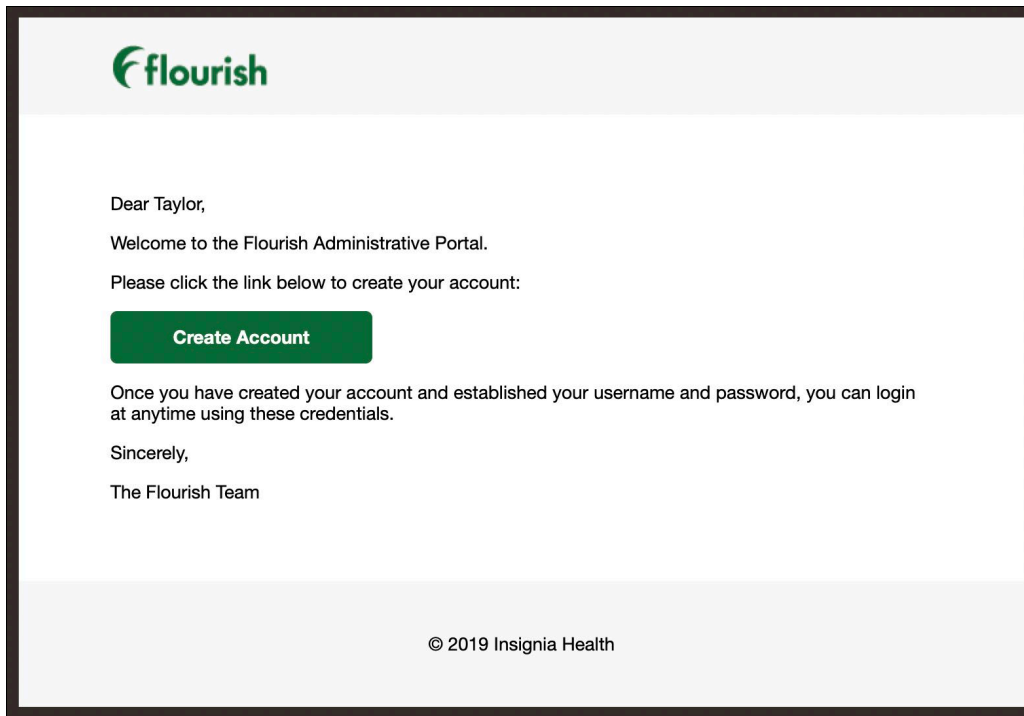 flourish
Dear Taylor,
Welcome to the Flourish Administrative Portal.
Please click the link below to create your account:
Create Account
Once you have created your account and established your username and password, you can login
at anytime using these credentials.
Sincerely,
The Flourish Team
© 2019 Insignia Health